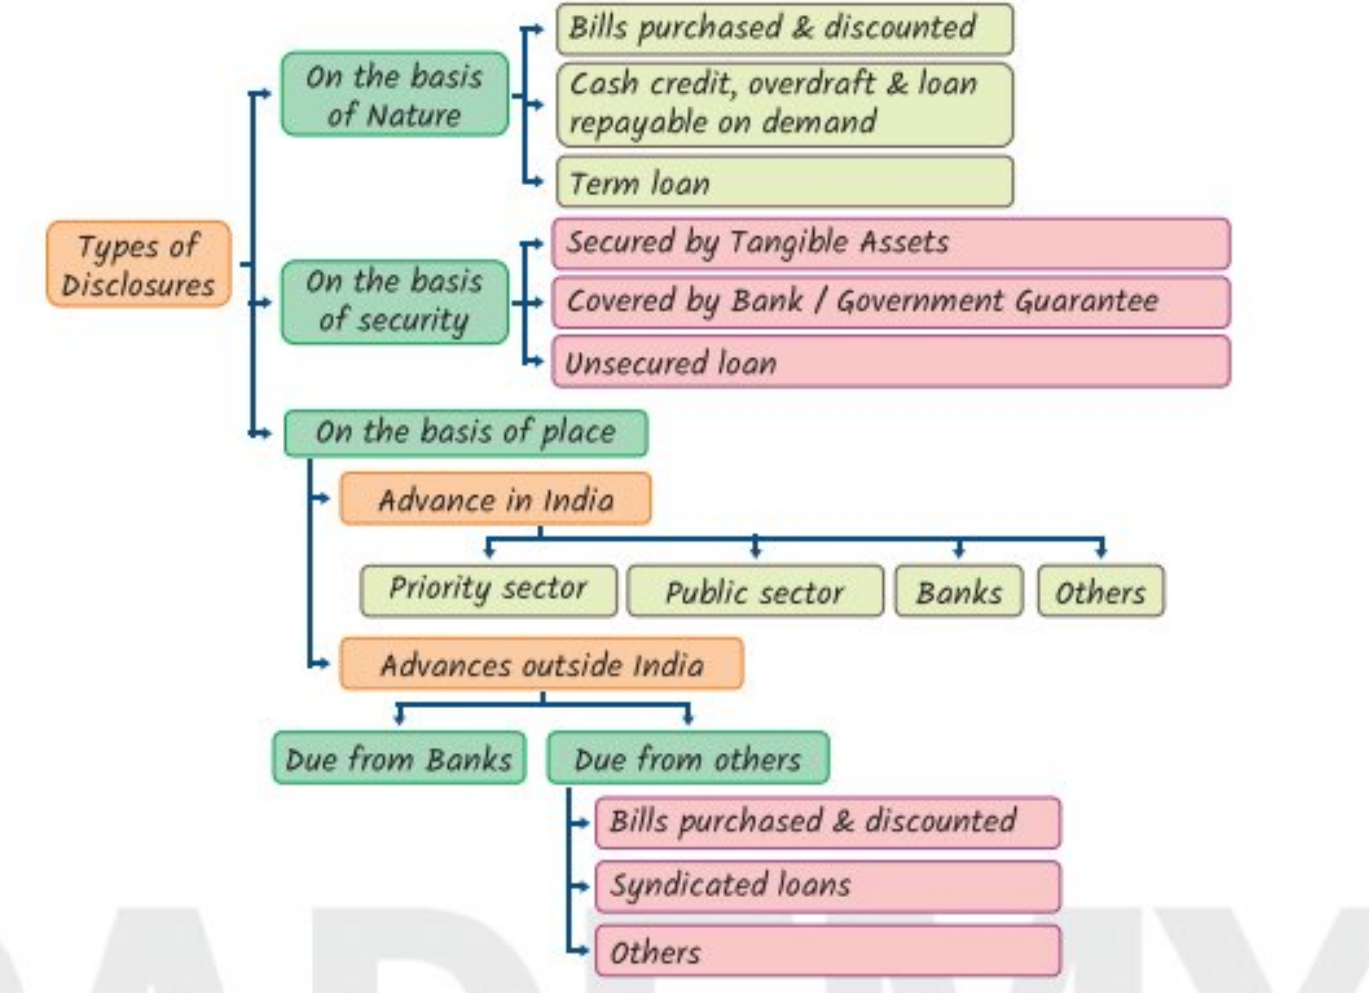 Bills purchased & discounted
On the basis
of Nature
Cash credit, overdraft & loan
repayable on demand
Term loan
Types of
Disclosures
Secured by Tangible Assets
On the basis
of security
Covered by Bank / Government Guarantee
Unsecured loan
On the basis of place
Advance in India
Priority sector
Public sector
Banks
Others
Advances outside India
Due from Banks
Due from others
Bills purchased & discounted
Syndicated loans
Others